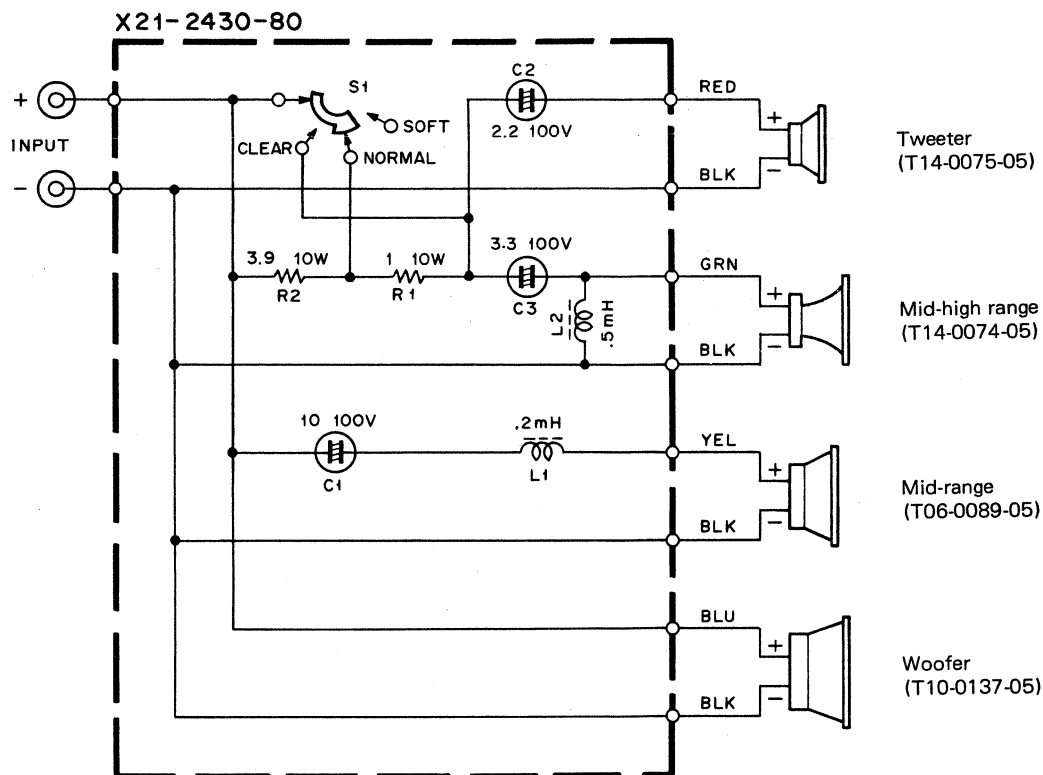 X21-2430-80
C2
S1
RED
+
+
SOFT
2.2 100V
INPUT
CLEAR
NORMAL
Tweeter
(T14-0075-05)
-
BLK
-
3.9 10W
1 10W
3.3 100V
GRN
R2
R1
C3
+
L2
.5mH
Mid-high range
(T14-0074-05)
BLK
-
10 100V
.2mH
YEL
C1
L1
+
Mid-range
(T06-0089-05)
BLK
-
BLU
+
Woofer
(T10-0137-05)
BLK
-